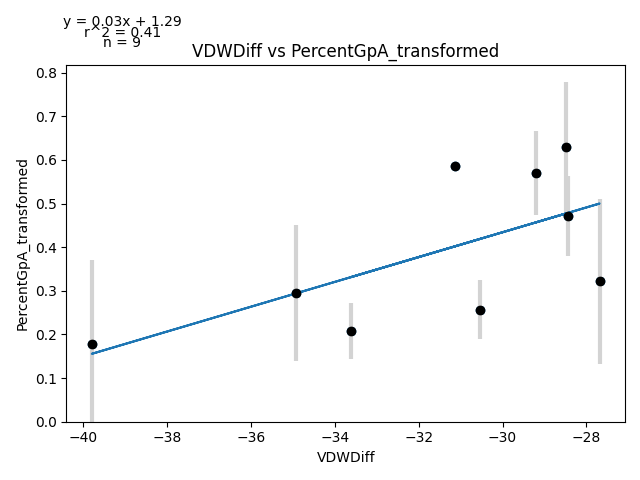 y = 0.03x + 1.29
r^2 = 0.41
n = 9
VDWDiff vs PercentGpA_transformed
0.8
0.7
0.6
0.5
0.4
0.3
0.2
0.1
0.0
PercentGpA_transformed
−40
−38
−36
−34
−32
−30
−28
VDWDiff